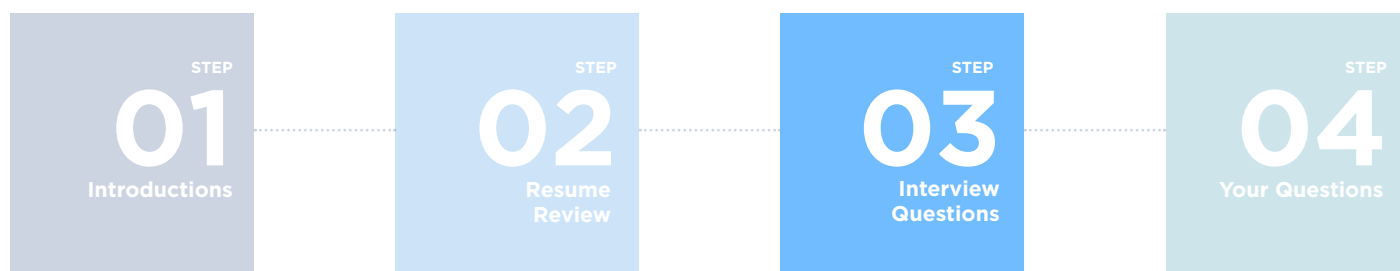 STEP
01
Introductions
STEP
02
Resume
Review
STEP
03
Interview
Questions
STEP
04
Your Questions